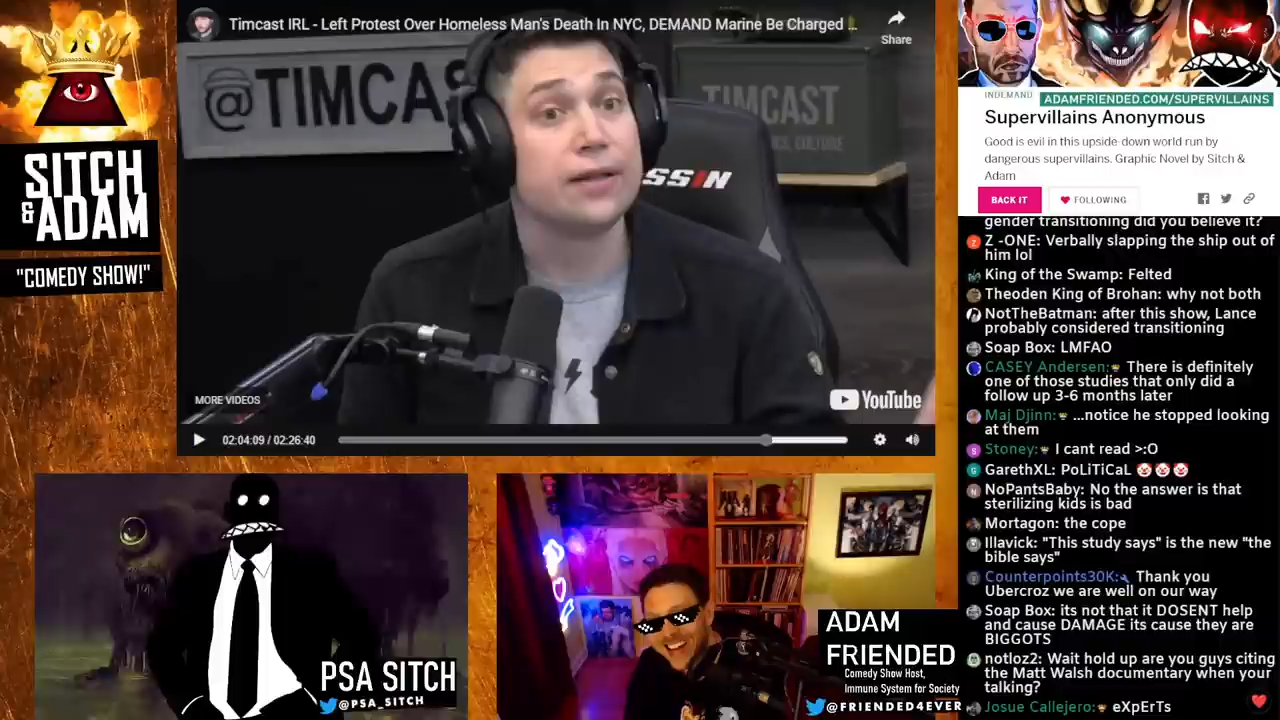 Timcast IRL - Left Protest Over Homeless Man's Death In NYC, DEMAND Marine Be Charged ...
Share
@TIMCAS
TIMCAST
CULTURE
SSIN
MORE VIDEOS
YouTube
02:04:09 / 02:26:40
SITCH
& ADAM
"COMEDY SHOW!"
PSA SITCH
@PSA_SITCH
ADAM
FRIENDED
Comedy Show Host,
Immune System for Society
@FRIENDED4EVER
INDEMAND
ADAMFRIENDED.COM/SUPERVILLAINS
Supervillains Anonymous
Good is evil in this upside-down world run by
dangerous supervillains. Graphic Novel by Sitch &
Adam
BACK IT
FOLLOWING
gender transitioning did you believe it?
Z -ONE: Verbally slapping the ship out of
him lol
King of the Swamp: Felted
Theoden King of Brohan: why not both
NotTheBatman: after this show, Lance
probably considered transitioning
Soap Box: LMFAO
CASEY Andersen: There is definitely
one of those studies that only did a
follow up 3-6 months later
Maj Djinn: ...notice he stopped looking
at them
Stoney: I cant read >:O
GarethXL: PoLiTiCaL 🤡🤡🤡
NoPantsBaby: No the answer is that
sterilizing kids is bad
Mortagon: the cope
Illavick: "This study says" is the new "the
bible says"
Counterpoints30K: Thank you
Ubercroz we are well on our way
Soap Box: its not that it DOSENT help
and cause DAMAGE its cause they are
BIGGOTS
notloz2: Wait hold up are you guys citing
the Matt Walsh documentary when your
talking?
Josue Callejero: eXpErTs